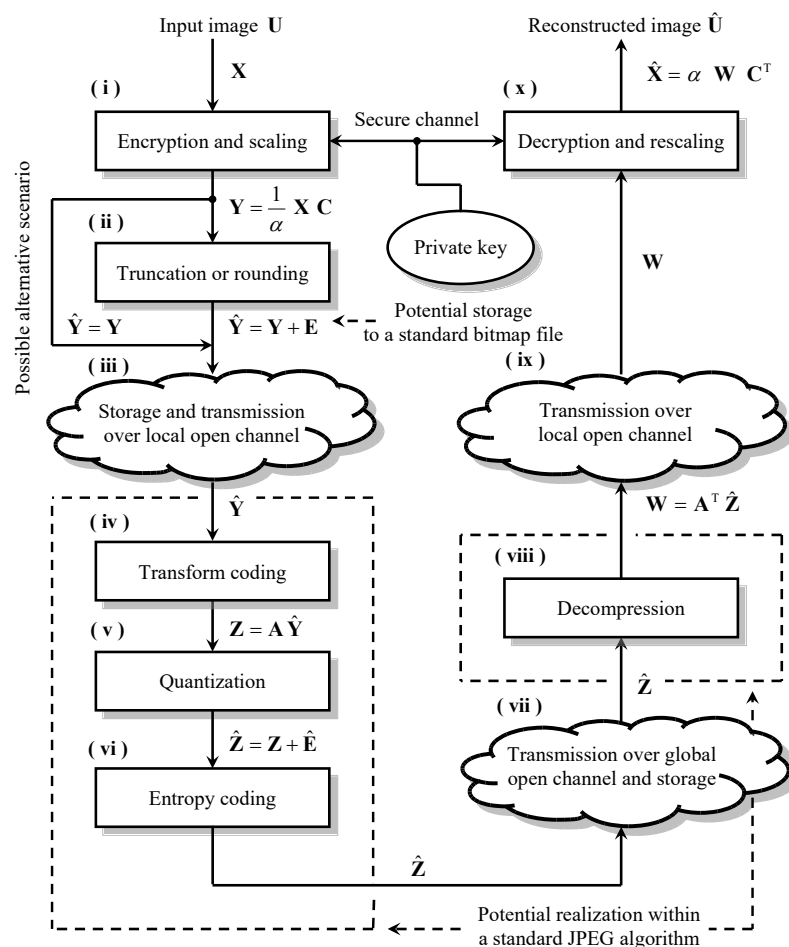 Input image U
X
( i )
Encryption and scaling
Secure channel
Private key
Possible alternative scenario
Y = 1/α X C
( ii )
Truncation or rounding
Ŷ = Y
Ŷ = Y + E
Potential storage
to a standard bitmap file
( iii )
Storage and transmission
over local open channel
Ŷ
( iv )
Transform coding
Z = A Ŷ
( v )
Quantization
Ẑ = Z + Ê
( vi )
Entropy coding
Ẑ
Potential realization within
a standard JPEG algorithm
( vii )
Transmission over global
open channel and storage
Ẑ
( viii )
Decompression
W = Aᵀ Ẑ
( ix )
Transmission over
local open channel
W
( x )
Decryption and rescaling
X̂ = α W Cᵀ
Reconstructed image Û